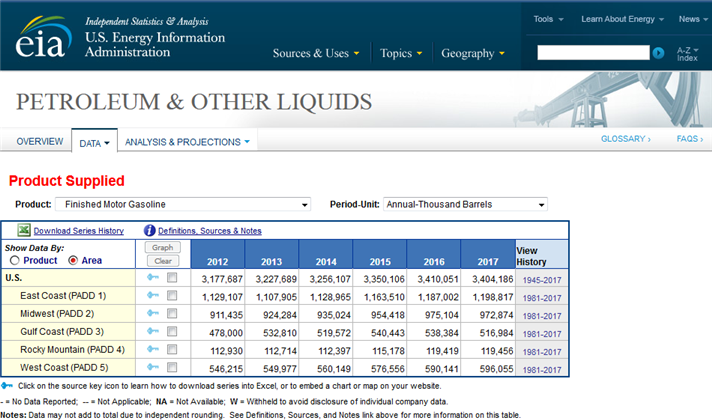 eia
Independent Statistics & Analysis
U.S. Energy Information
Administration
Sources & Uses
Topics
Geography
Tools
Learn About Energy
News
A-Z
Index
PETROLEUM & OTHER LIQUIDS
OVERVIEW DATA ANALYSIS & PROJECTIONS GLOSSARY › FAQS ›
Product Supplied
Product: Finished Motor Gasoline Period-Unit: Annual-Thousand Barrels
Download Series History Definitions, Sources & Notes
Show Data By:
Product Area
Graph
Clear
2012 2013 2014 2015 2016 2017 View History
U.S. 3,177,687 3,227,689 3,256,107 3,350,106 3,410,051 3,404,186 1945-2017
East Coast (PADD 1) 1,129,107 1,107,905 1,128,965 1,163,510 1,187,002 1,198,817 1981-2017
Midwest (PADD 2) 911,435 924,284 935,024 954,418 975,104 972,874 1981-2017
Gulf Coast (PADD 3) 478,000 532,810 519,572 540,443 538,384 516,984 1981-2017
Rocky Mountain (PADD 4) 112,930 112,714 112,397 115,178 119,419 119,456 1981-2017
West Coast (PADD 5) 546,215 549,977 560,149 576,556 590,141 596,055 1981-2017
Click on the source key icon to learn how to download series into Excel, or to embed a chart or map on your website.
- = No Data Reported; -- = Not Applicable; NA = Not Available; W = Withheld to avoid disclosure of individual company data.
Notes: Data may not add to total due to independent rounding. See Definitions, Sources, and Notes link above for more information on this table.